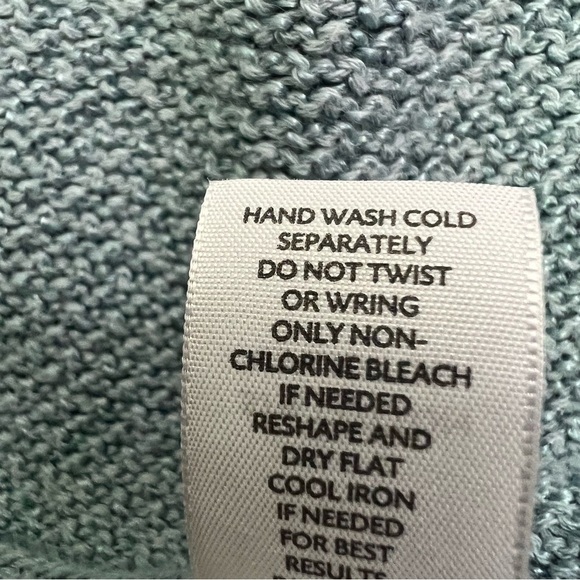 HAND WASH COLD
SEPARATELY
DO NOT TWIST
OR WRING
ONLY NON-
CHLORINE BLEACH
IF NEEDED
RESHAPE AND
DRY FLAT
COOL IRON
IF NEEDED
FOR BEST
RESULTS